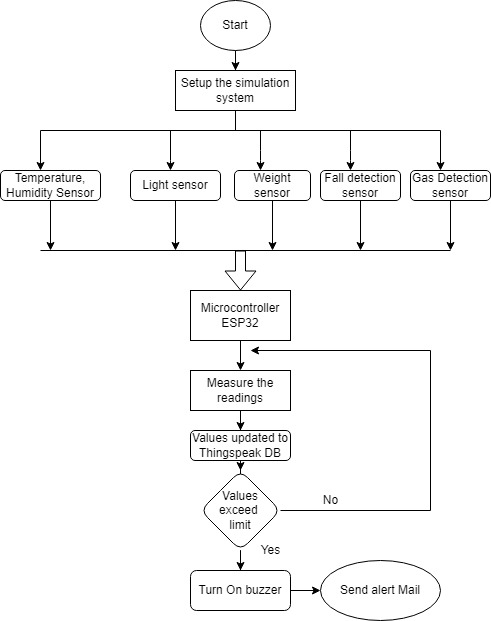 Start
Setup the simulation
system
Temperature,
Humidity Sensor
Light sensor
Weight
sensor
Fall detection
sensor
Gas Detection
sensor
Microcontroller
ESP32
Measure the
readings
Values updated to
Thingspeak DB
Values
exceed
limit
No
Yes
Turn On buzzer
Send alert Mail